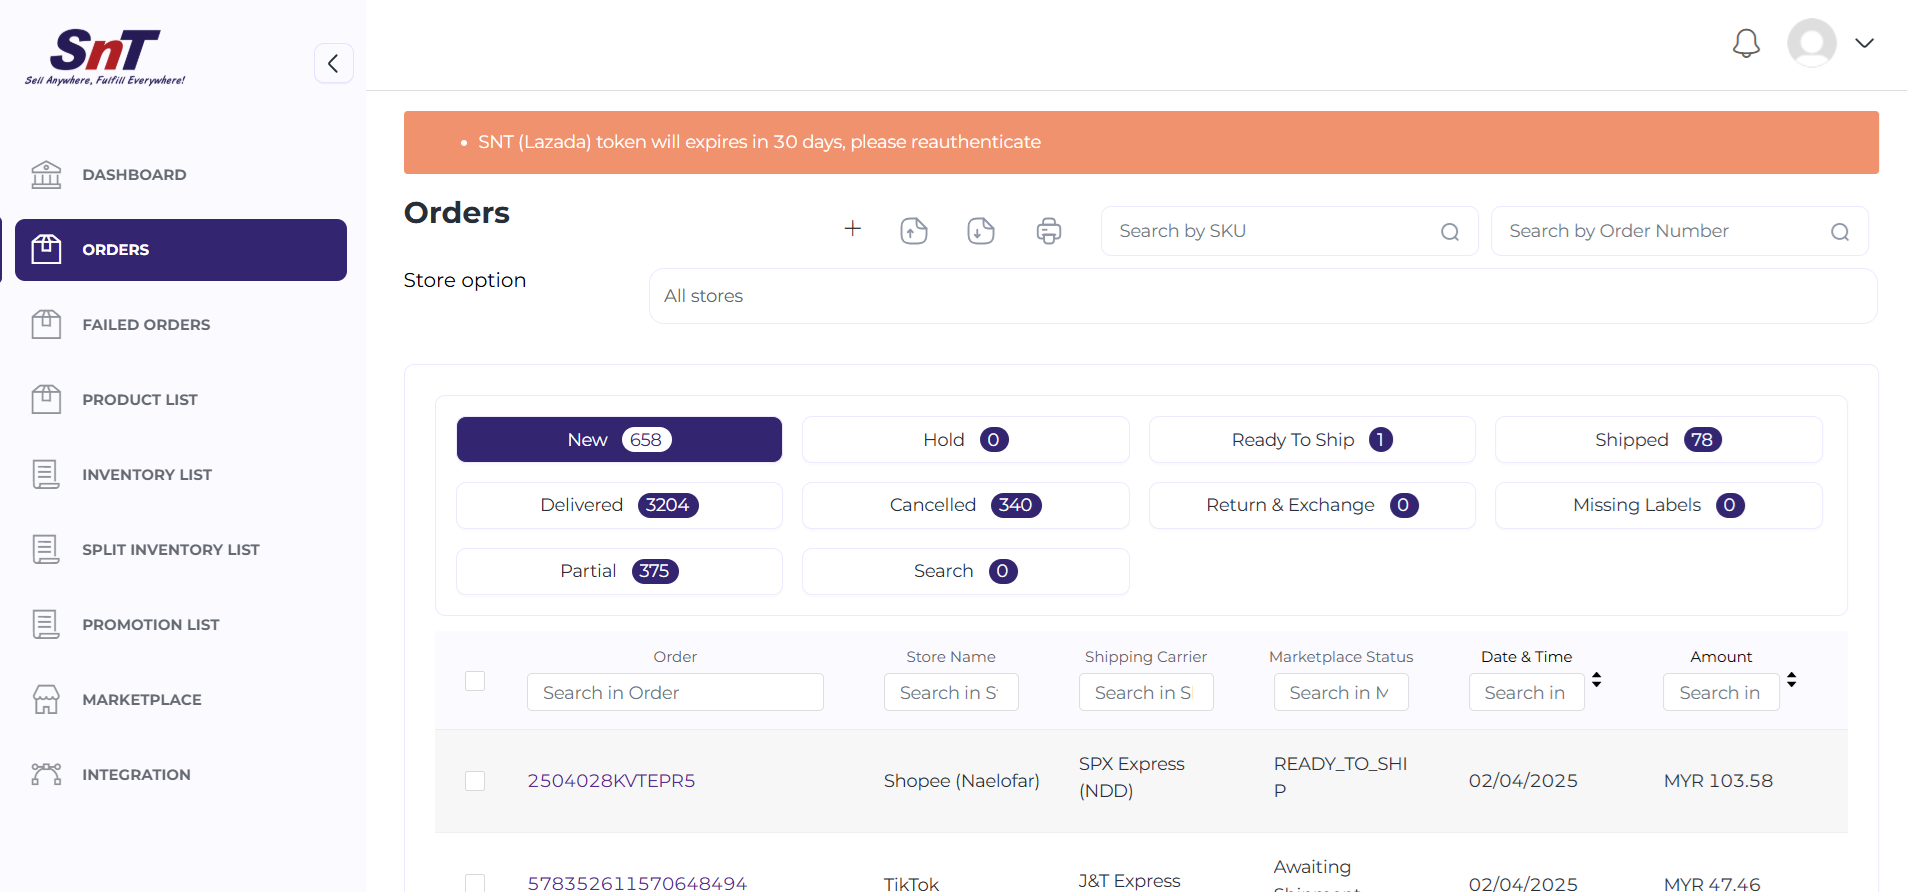 SnT
Sell Anywhere, Fulfill Everywhere!
DASHBOARD
ORDERS
FAILED ORDERS
PRODUCT LIST
INVENTORY LIST
SPLIT INVENTORY LIST
PROMOTION LIST
MARKETPLACE
INTEGRATION
SNT (Lazada) token will expires in 30 days, please reauthenticate
Orders
Search by SKU
Search by Order Number
Store option
All stores
New 658
Hold 0
Ready To Ship 1
Shipped 78
Delivered 3204
Cancelled 340
Return & Exchange 0
Missing Labels 0
Partial 375
Search 0
Order
Store Name
Shipping Carrier
Marketplace Status
Date & Time
Amount
Search in Order
Search in S
Search in S
Search in M
Search in
Search in
2504028KVTEPR5
Shopee (Naelofar)
SPX Express
(NDD)
READY_TO_SHI
P
02/04/2025
MYR 103.58
578352611570648494
TikTok
J&T Express
Awaiting
Shipment
02/04/2025
MYR 47.46